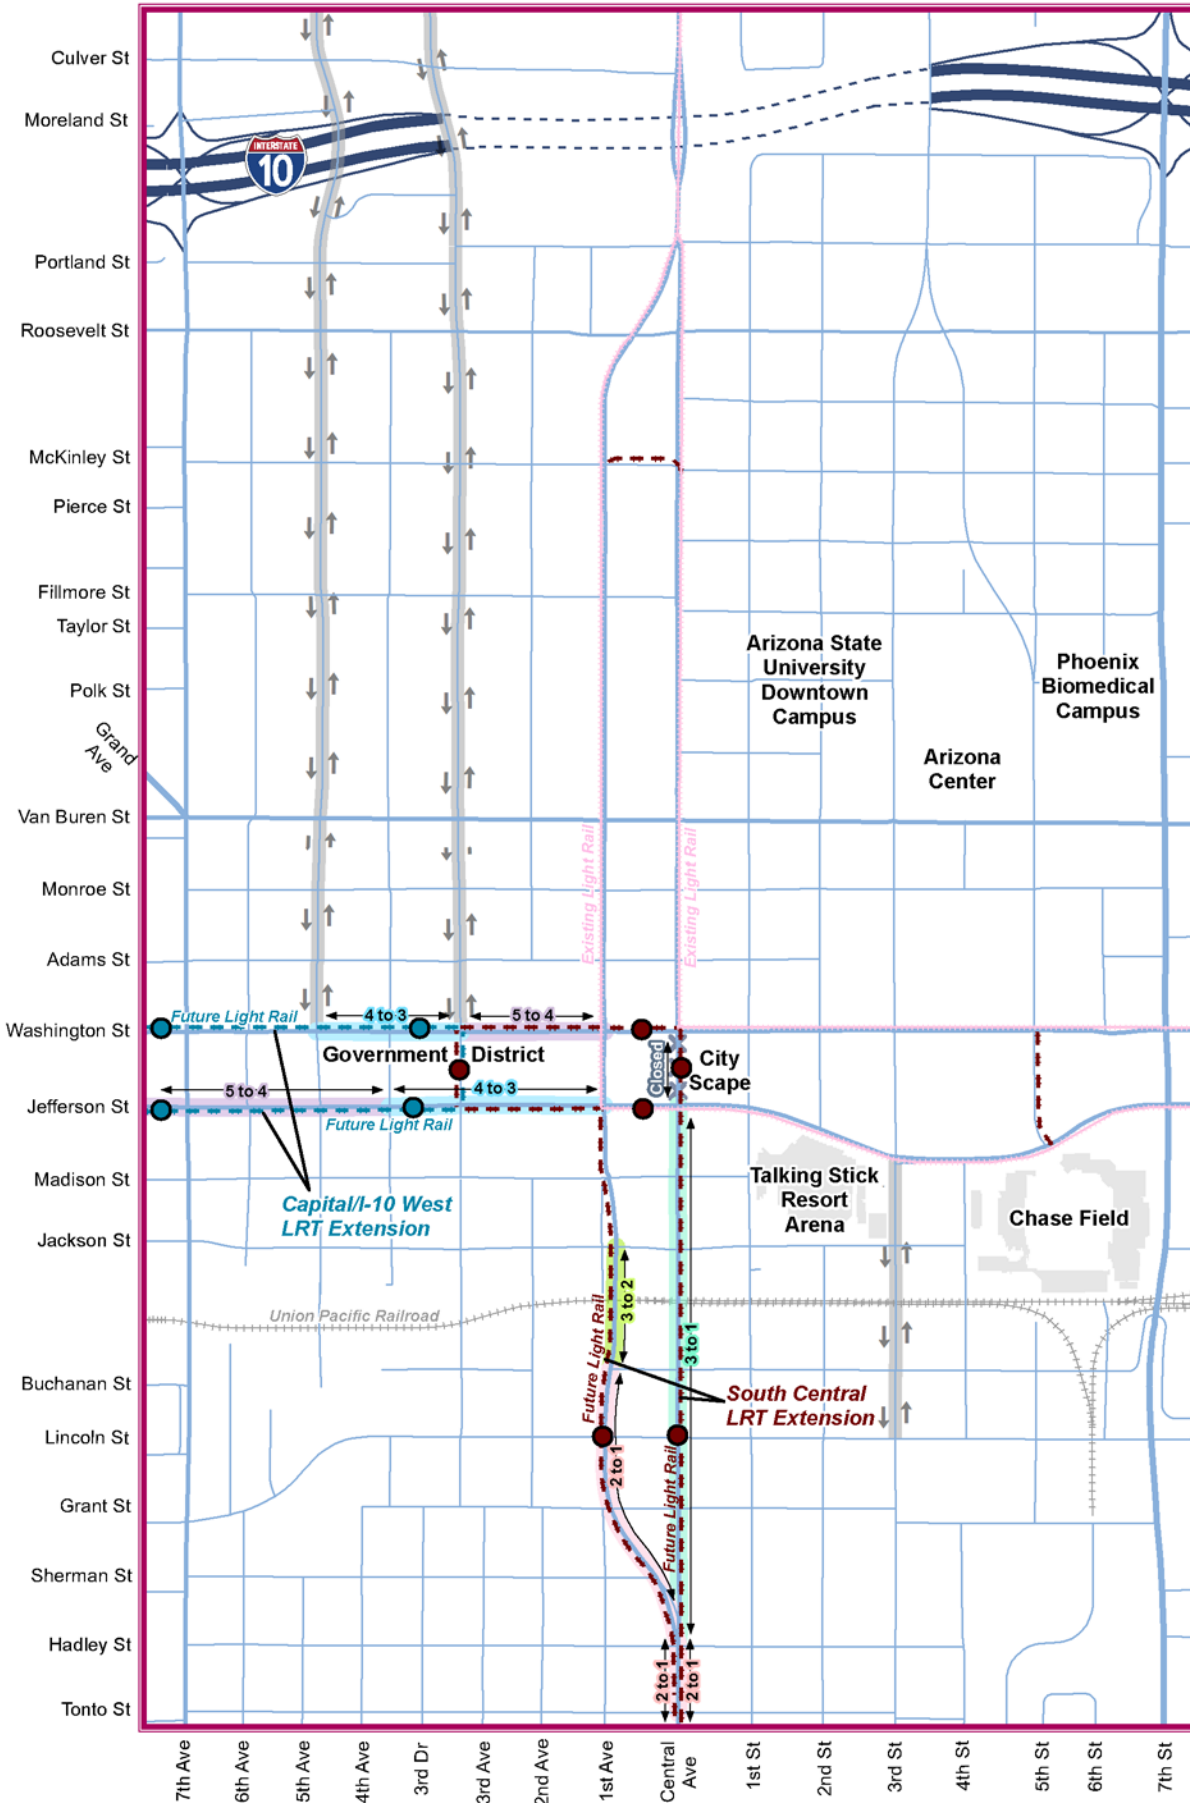 Culver St
Moreland St
INTERSTATE
10
Portland St
Roosevelt St
McKinley St
Pierce St
Fillmore St
Taylor St
Arizona State
University
Downtown
Campus
Phoenix
Biomedical
Campus
Polk St
Grand
Ave
Arizona
Center
Van Buren St
Existing Light Rail
Existing Light Rail
Monroe St
Adams St
Future Light Rail
4 to 3
5 to 4
Washington St
Government District
Closed
City
Scape
5 to 4
4 to 3
Jefferson St
Future Light Rail
Madison St
Talking Stick
Resort
Arena
Capital/I-10 West
LRT Extension
Chase Field
Jackson St
3 to 2
Union Pacific Railroad
Future Light Rail
3 to 1
Buchanan St
South Central
LRT Extension
Lincoln St
2 to 1
Future Light Rail
Grant St
Sherman St
Hadley St
2 to 1
2 to 1
Tonto St
7th Ave
6th Ave
5th Ave
4th Ave
3rd Dr
3rd Ave
2nd Ave
1st Ave
Central
Ave
1st St
2nd St
3rd St
4th St
5th St
6th St
7th St